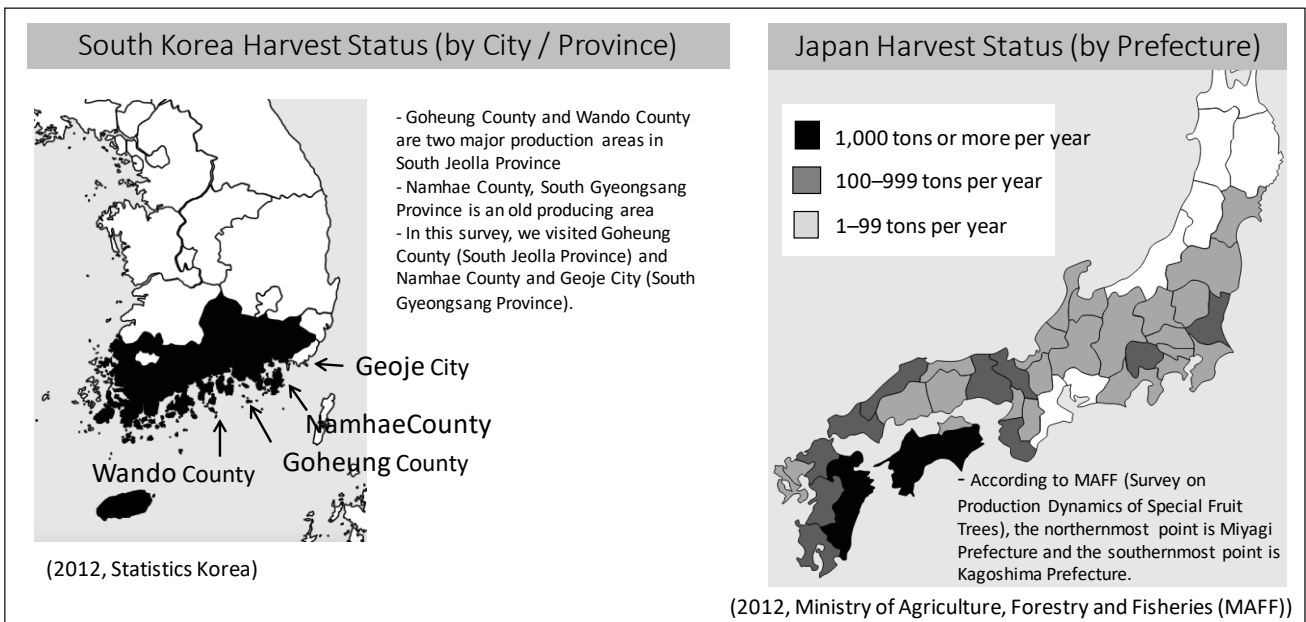 South Korea Harvest Status (by City / Province)
- Goheung County and Wando County
are two major production areas in
South Jeolla Province
- Namhae County, South Gyeongsang
Province is an old producing area
- In this survey, we visited Goheung
County (South Jeolla Province) and
Namhae County and Geoje City (South
Gyeongsang Province).
Geoje City
NamhaeCounty
Goheung County
Wando County
(2012, Statistics Korea)
Japan Harvest Status (by Prefecture)
1,000 tons or more per year
100–999 tons per year
1–99 tons per year
- According to MAFF (Survey on
Production Dynamics of Special Fruit
Trees), the northernmost point is Miyagi
Prefecture and the southernmost point is
Kagoshima Prefecture.
(2012, Ministry of Agriculture, Forestry and Fisheries (MAFF))